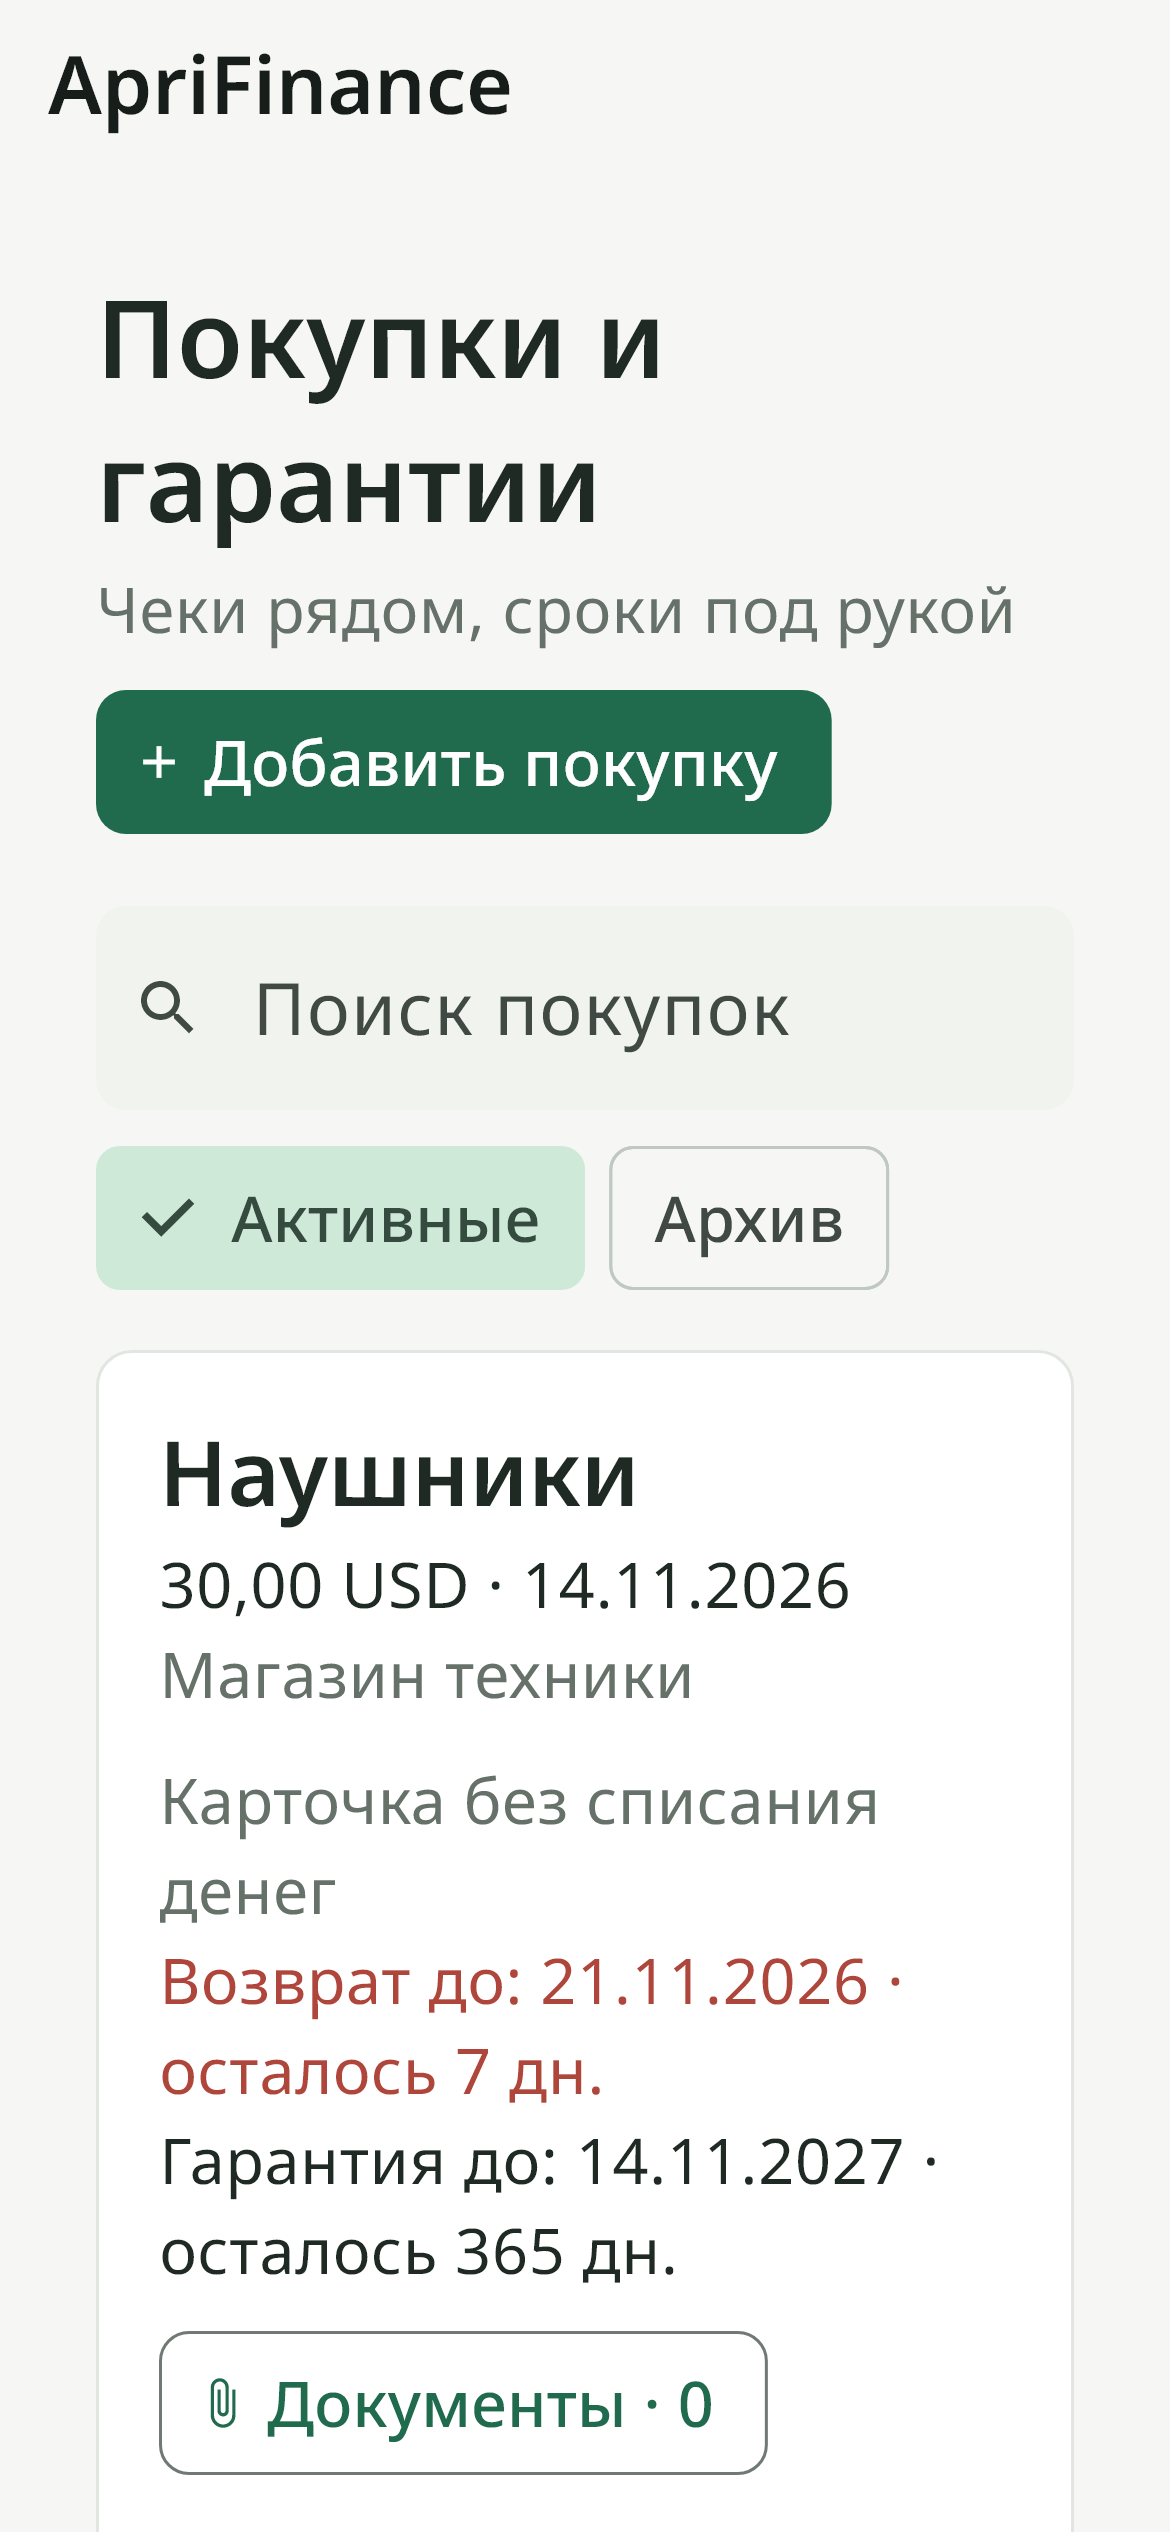 ApriFinance
Покупки и
гарантии
Чеки рядом, сроки под рукой
+ Добавить покупку
Поиск покупок
Активные
Архив
Наушники
30,00 USD · 14.11.2026
Магазин техники
Карточка без списания
денег
Возврат до: 21.11.2026 ·
осталось 7 дн.
Гарантия до: 14.11.2027 ·
осталось 365 дн.
Документы · 0